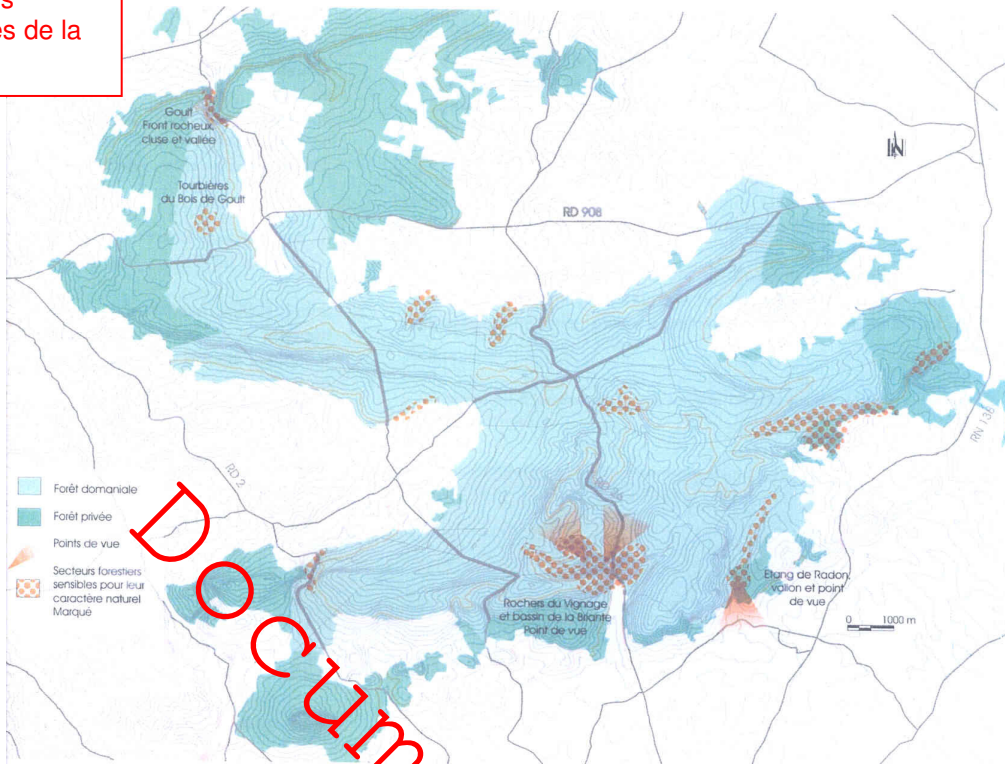 es de la
Goult
Front rocheux,
cluse et vallée
Tourbières
du Bois de Goult
RD 908
N
RN 138
RD 2
Forêt domaniale
Forêt privée
Points de vue
Secteurs forestiers
sensibles pour leur
caractère naturel
Marqué
Etang de Radon,
vallon et point
de vue
Rochers du Vignage
et bassin de la Briante
Point de vue
0 1000 m
Docum